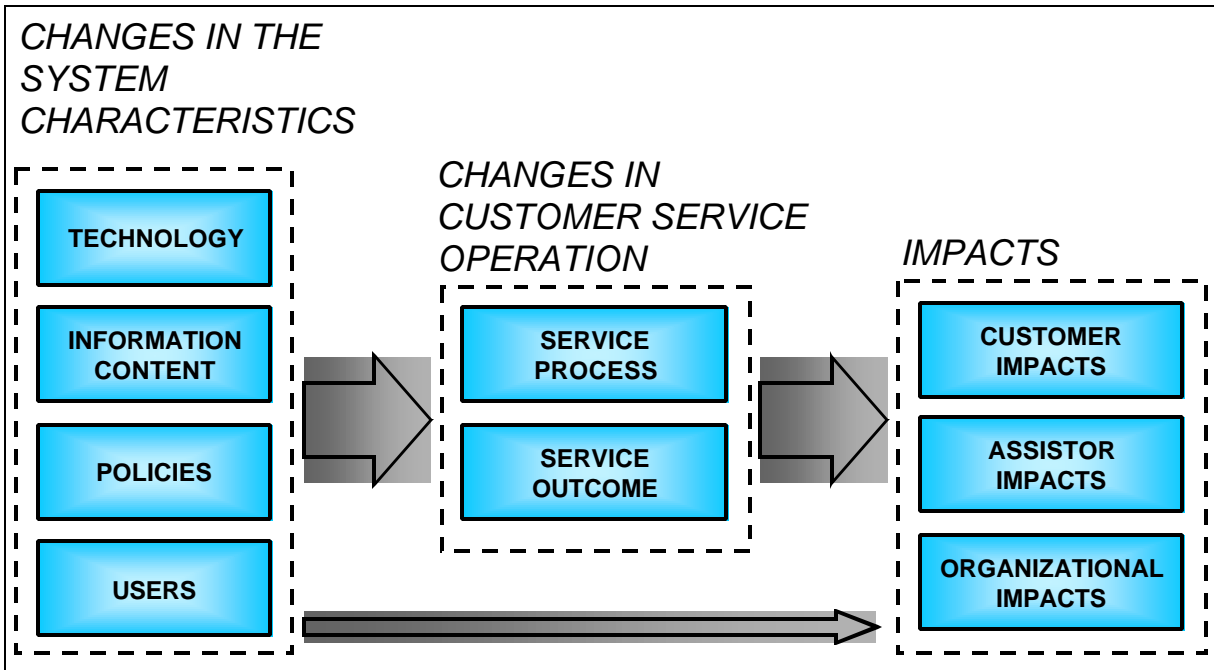 CHANGES IN THE
SYSTEM
CHARACTERISTICS
TECHNOLOGY
INFORMATION
CONTENT
POLICIES
USERS
CHANGES IN
CUSTOMER SERVICE
OPERATION
SERVICE
PROCESS
SERVICE
OUTCOME
IMPACTS
CUSTOMER
IMPACTS
ASSISTOR
IMPACTS
ORGANIZATIONAL
IMPACTS